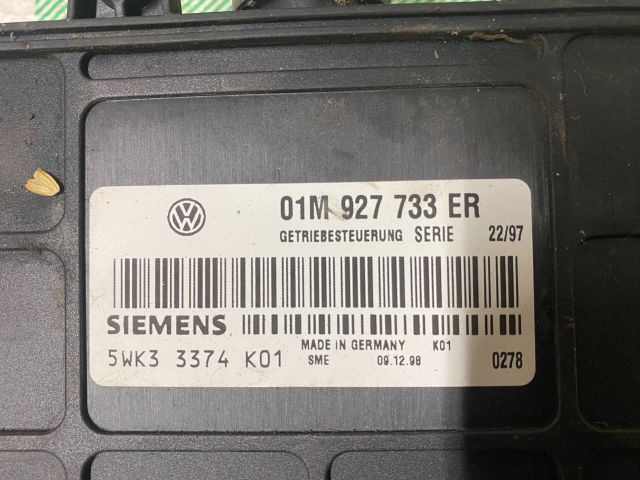 VW 01M 927 733 ER
GETRIEBESTEUERUNG SERIE 22/97
SIEMENS
MADE IN GERMANY K01
5WK3 3374 K01 SME 09.12.98 0278